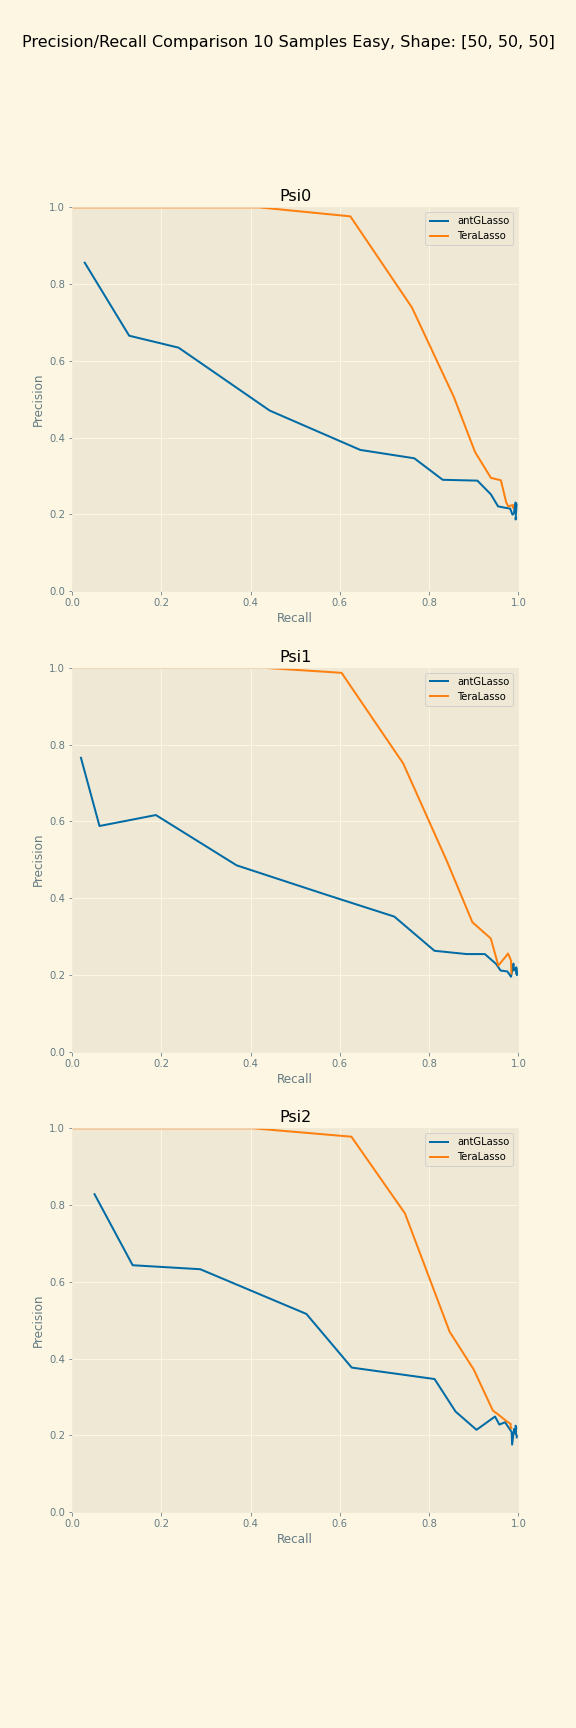 Precision/Recall Comparison 10 Samples Easy, Shape: [50, 50, 50]
Psi0
1.0
antGLasso
TeraLasso
0.8
0.6
Precision
0.4
0.2
0.0
0.0 0.2 0.4 0.6 0.8 1.0
Recall
Psi1
1.0
antGLasso
TeraLasso
0.8
0.6
Precision
0.4
0.2
0.0
0.0 0.2 0.4 0.6 0.8 1.0
Recall
Psi2
1.0
antGLasso
TeraLasso
0.8
0.6
Precision
0.4
0.2
0.0
0.0 0.2 0.4 0.6 0.8 1.0
Recall